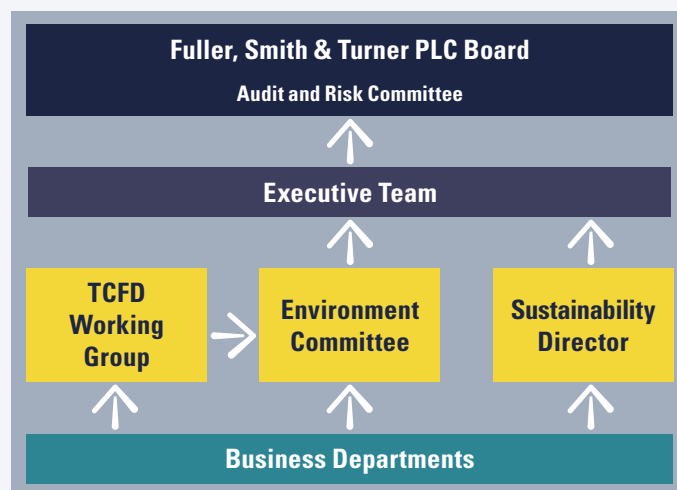 Fuller, Smith & Turner PLC Board
Audit and Risk Committee
Executive Team
TCFD
Working
Group
Environment
Committee
Sustainability
Director
Business Departments